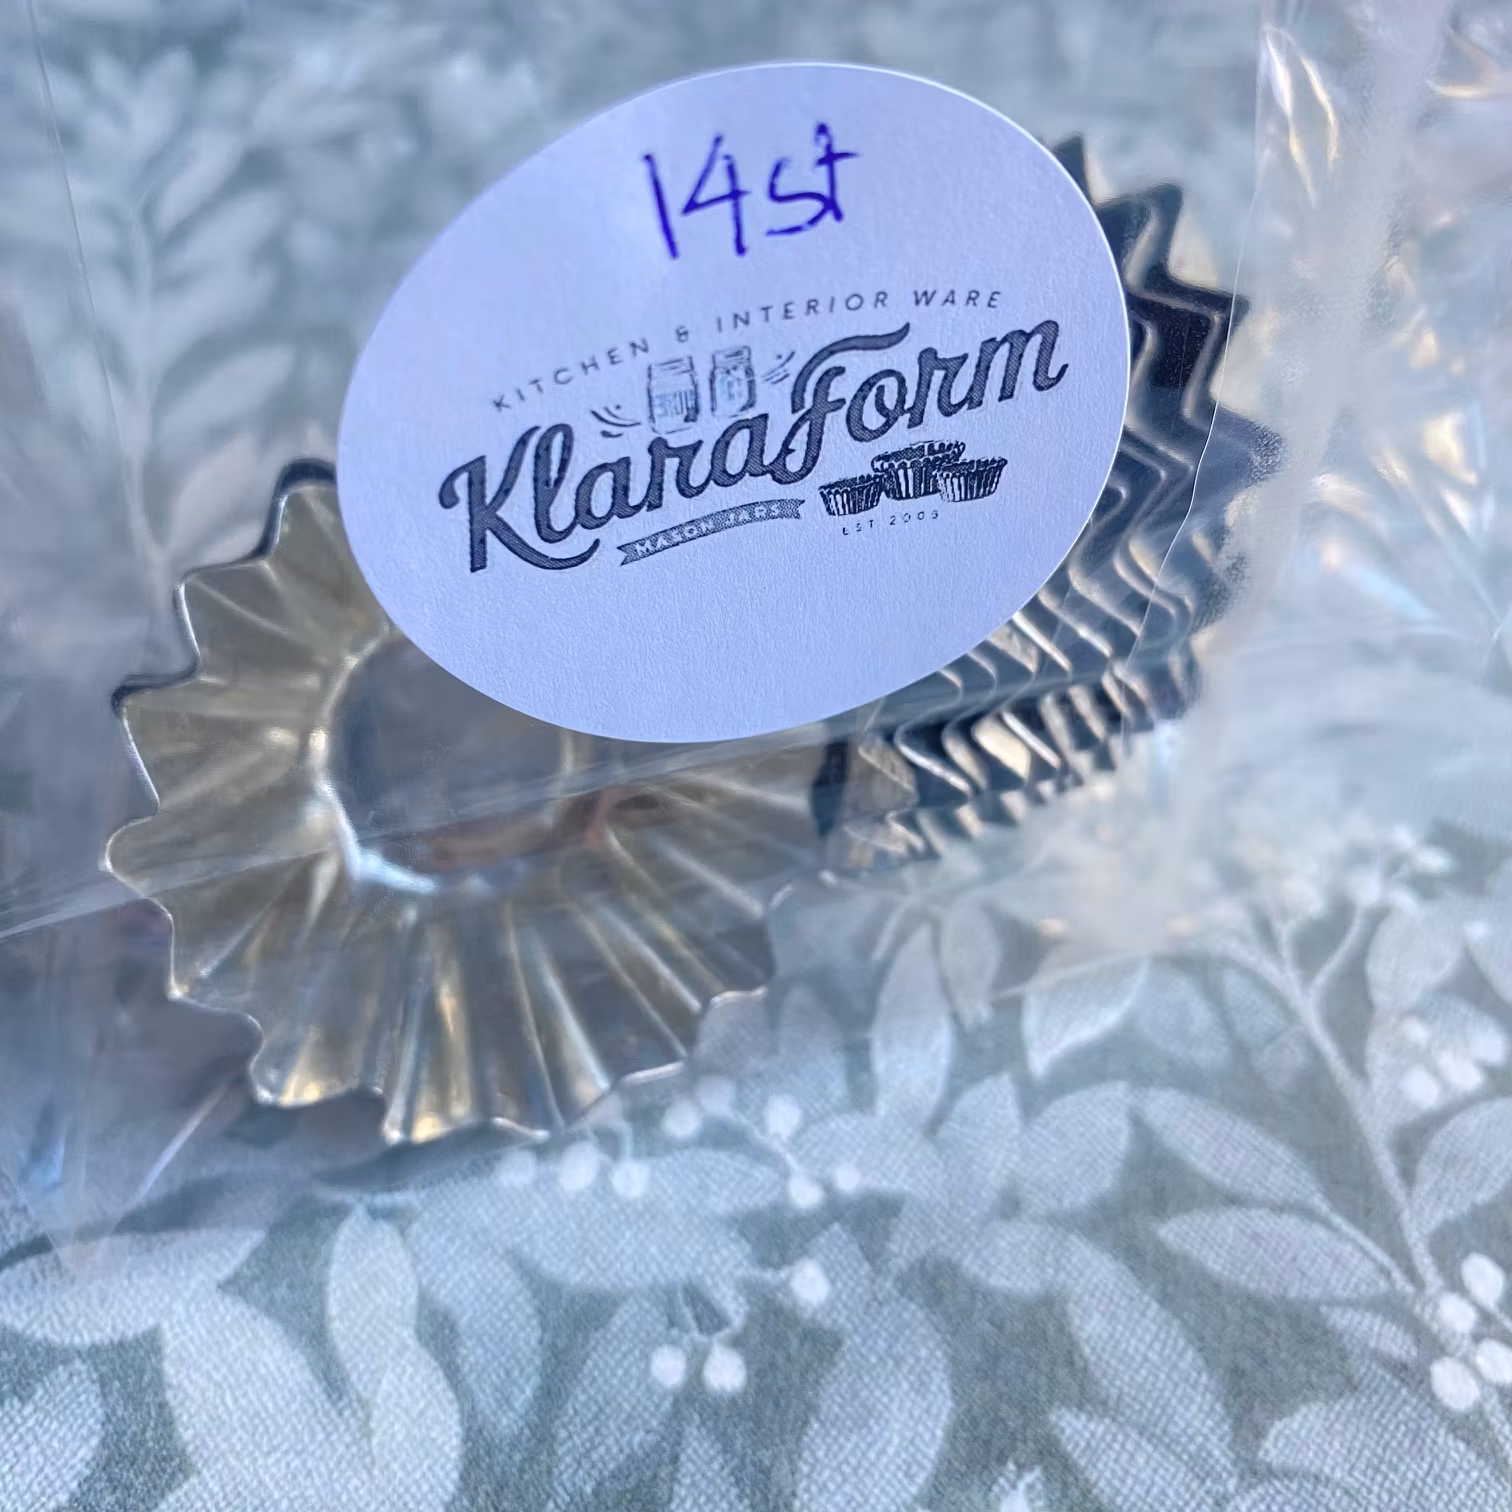 14st
KITCHEN & INTERIOR WARE
KlaraForm
MASON JARS
EST 2005